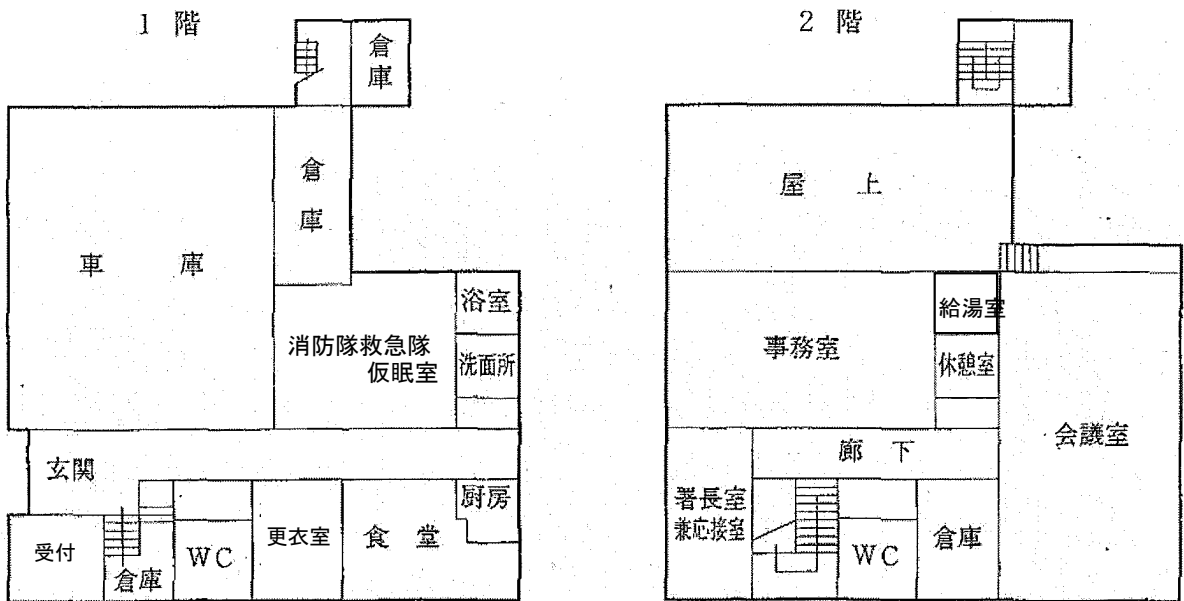 1 階
倉
庫
倉
庫
車 庫
浴室
消防隊救急隊
仮眠室
洗面所
玄関
厨房
受付
倉庫
WC
更衣室
食 堂
2 階
屋 上
給湯室
事務室
休憩室
会議室
廊 下
署長室
兼応接室
WC
倉庫